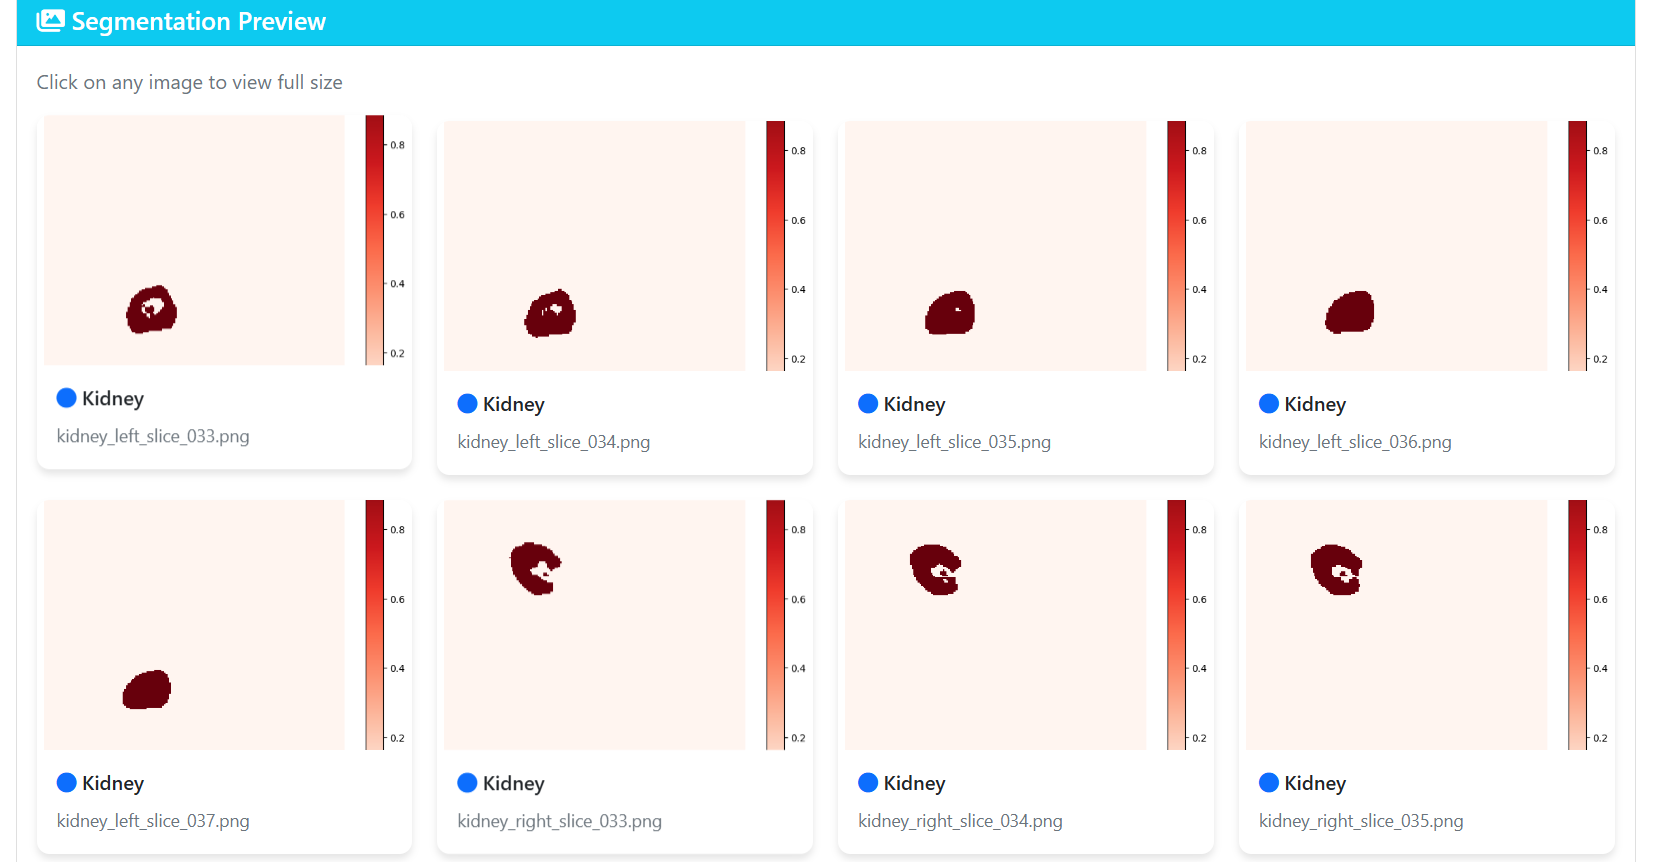 Segmentation Preview
Click on any image to view full size
0.8
0.6
0.4
0.2
Kidney
kidney_left_slice_033.png
0.8
0.6
0.4
0.2
Kidney
kidney_left_slice_034.png
0.8
0.6
0.4
0.2
Kidney
kidney_left_slice_035.png
0.8
0.6
0.4
0.2
Kidney
kidney_left_slice_036.png
0.8
0.6
0.4
0.2
Kidney
kidney_left_slice_037.png
0.8
0.6
0.4
0.2
Kidney
kidney_right_slice_033.png
0.8
0.6
0.4
0.2
Kidney
kidney_right_slice_034.png
0.8
0.6
0.4
0.2
Kidney
kidney_right_slice_035.png